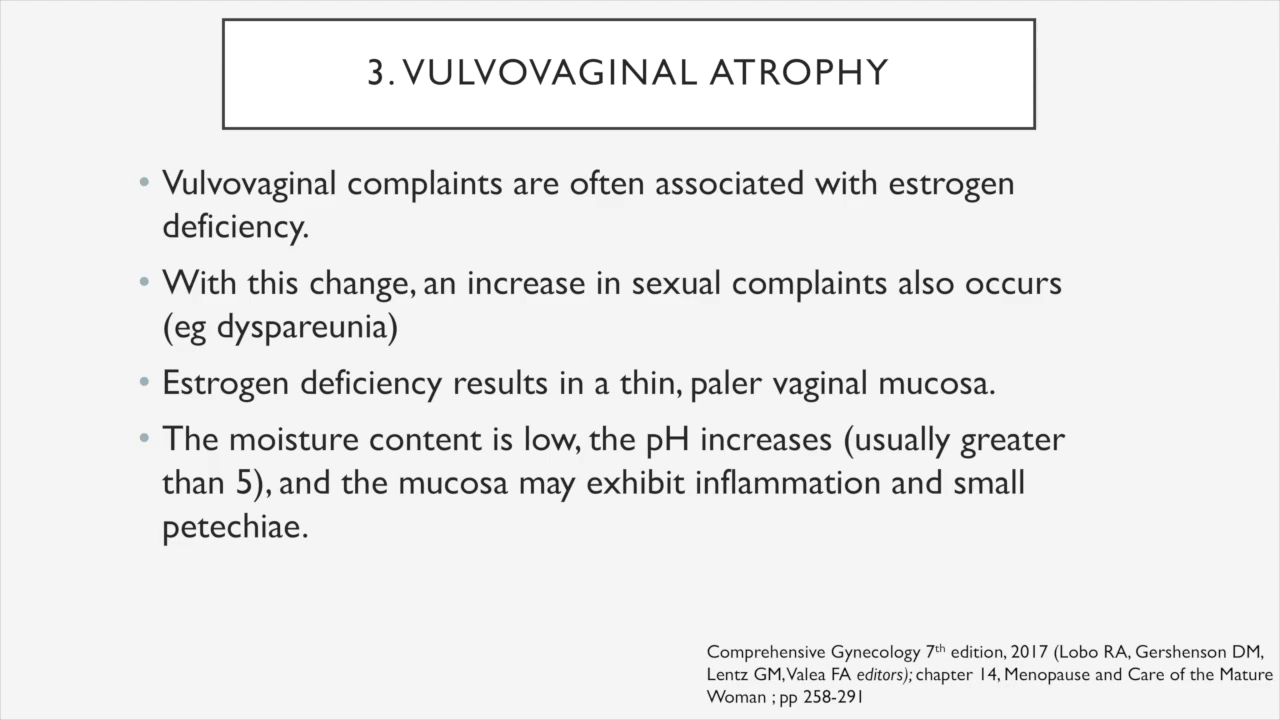 3. VULVOVAGINAL ATROPHY
• Vulvovaginal complaints are often associated with estrogen
deficiency.
• With this change, an increase in sexual complaints also occurs
(eg dyspareunia)
• Estrogen deficiency results in a thin, paler vaginal mucosa.
• The moisture content is low, the pH increases (usually greater
than 5), and the mucosa may exhibit inflammation and small
petechiae.
Comprehensive Gynecology 7th edition, 2017 (Lobo RA, Gershenson DM,
Lentz GM, Valea FA editors); chapter 14, Menopause and Care of the Mature
Woman ; pp 258-291